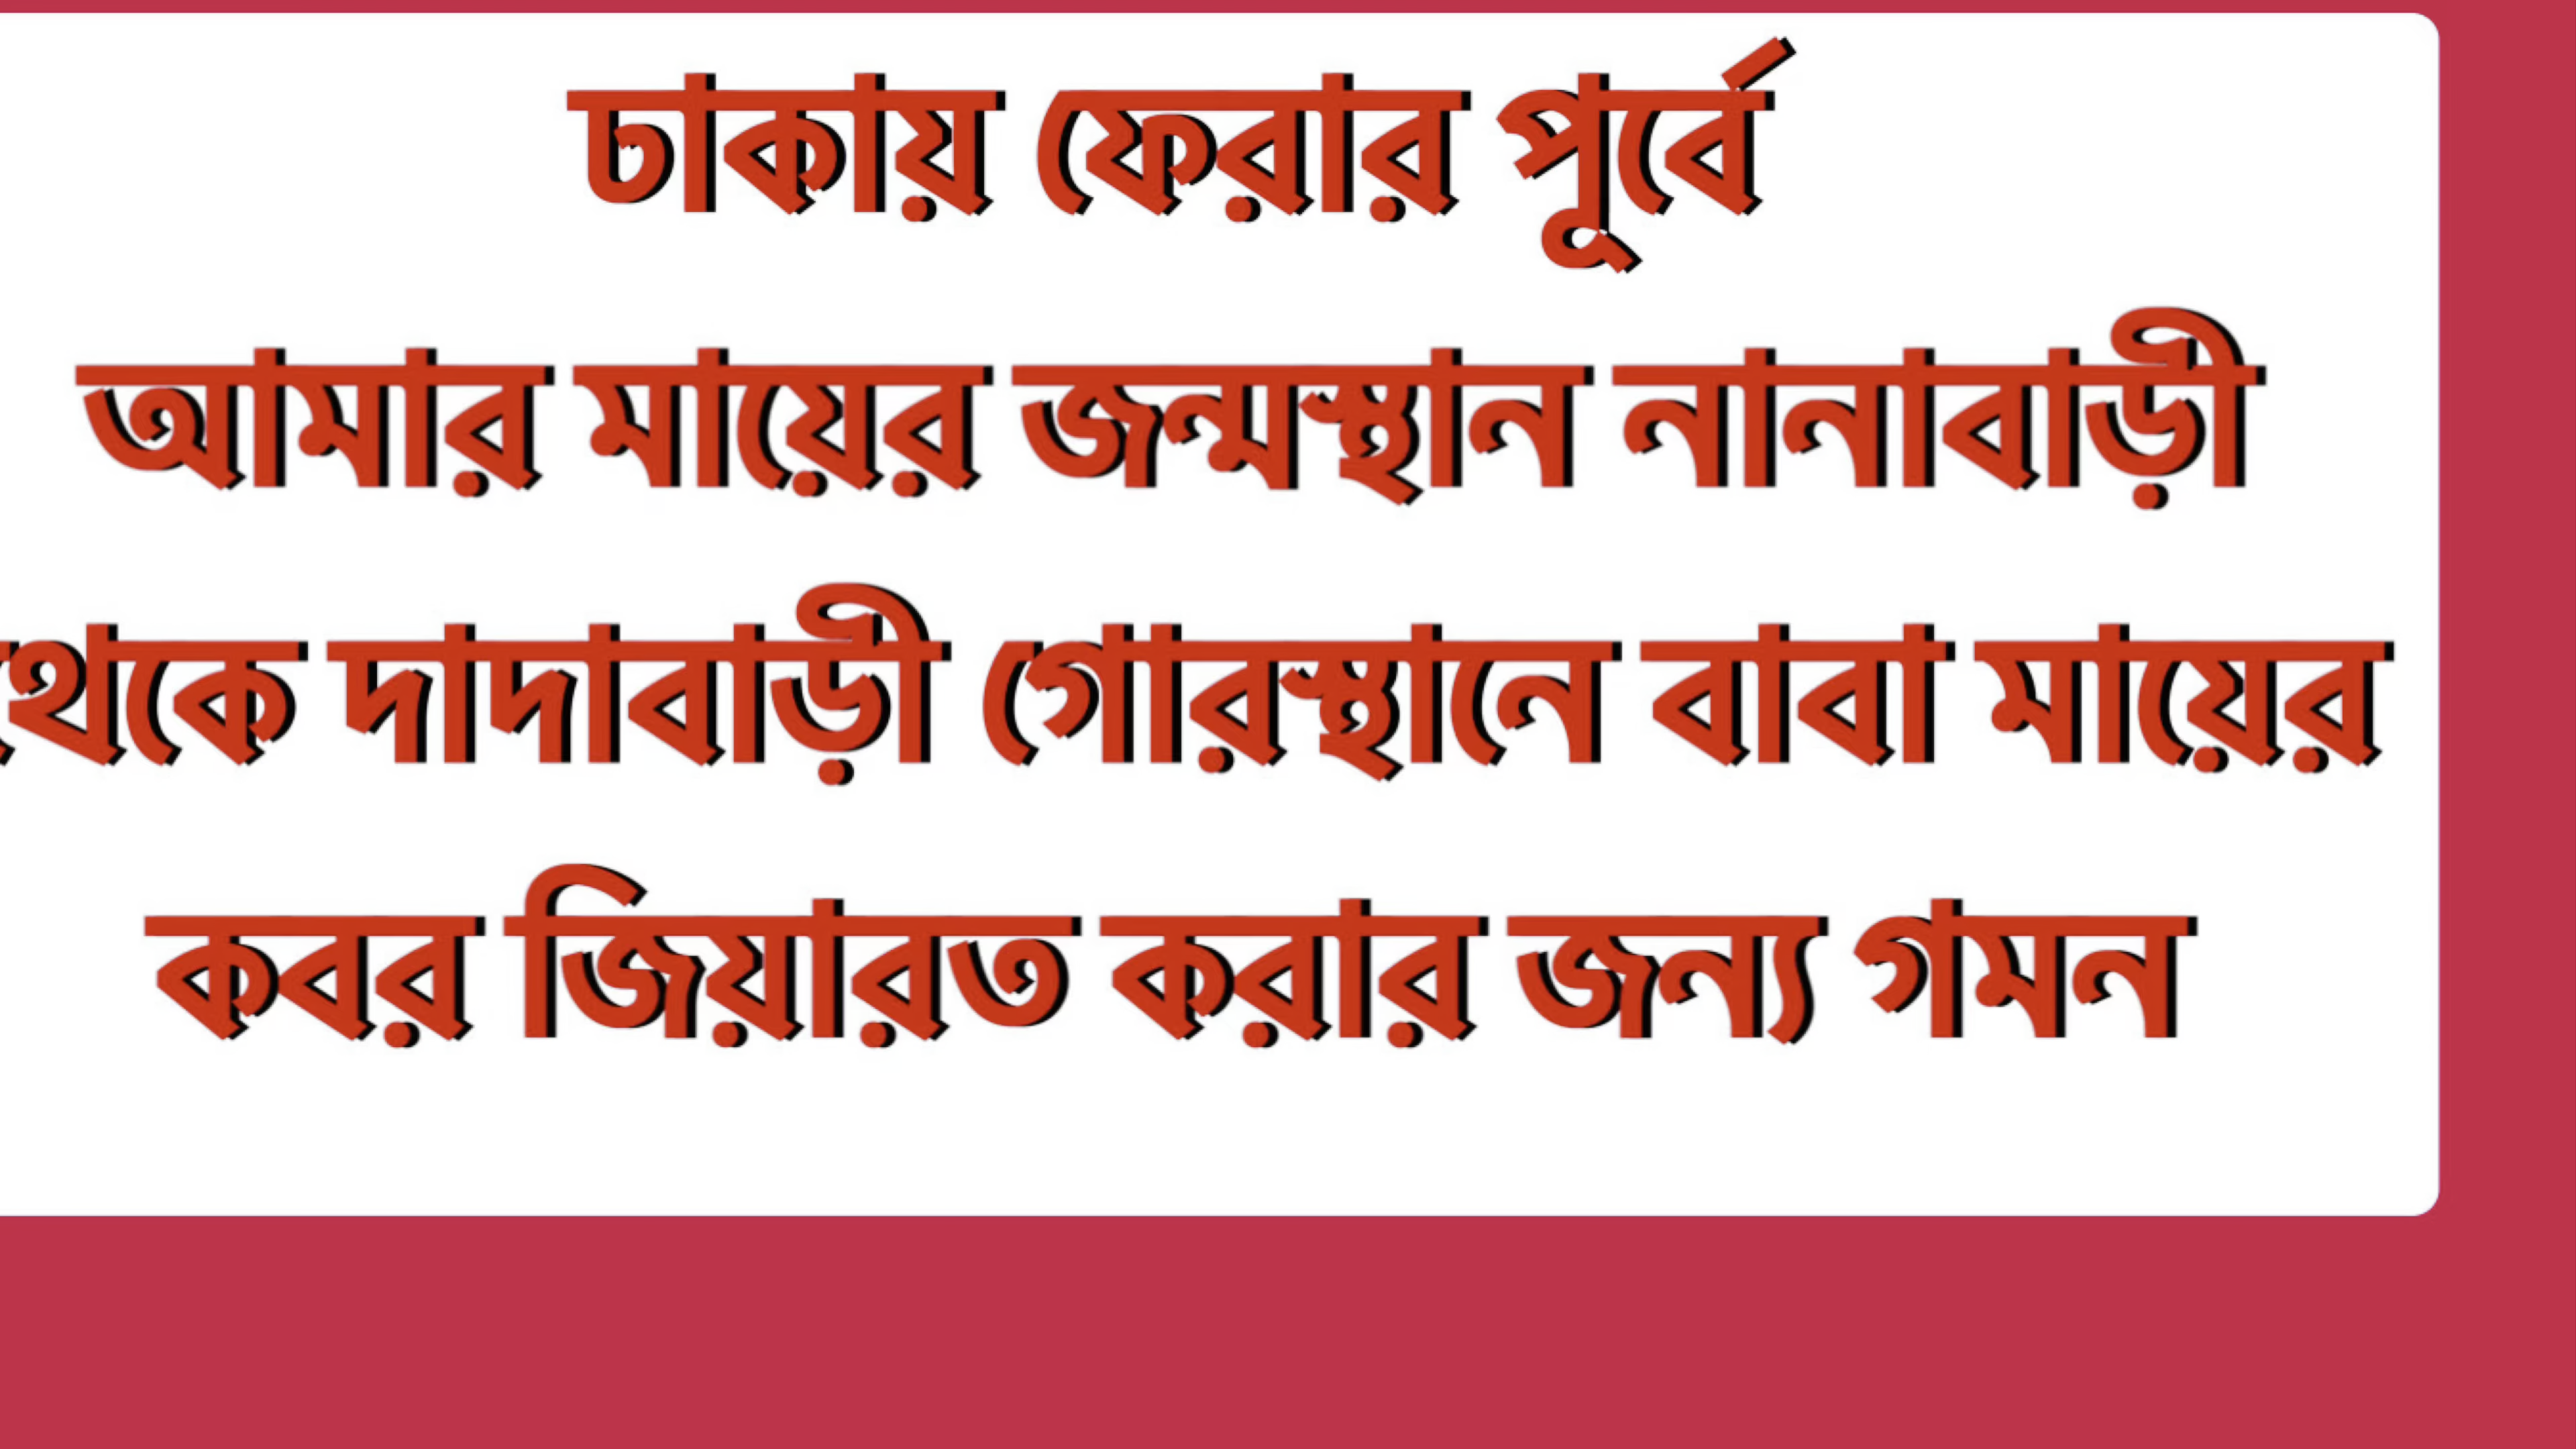 ঢাকায় ফেরার পূর্বে
আমার মায়ের জন্মস্থান নানাবাড়ী
থেকে দাদাবাড়ী গোরস্থানে বাবা মায়ের
কবর জিয়ারত করার জন্য গমন